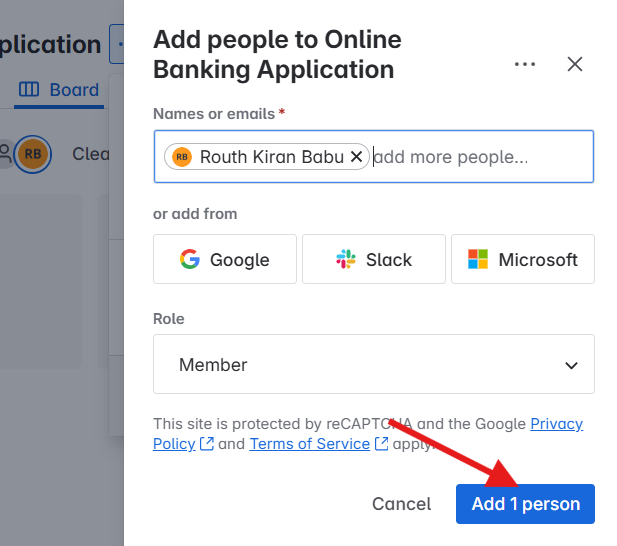 plication
Board
RB
Clea
Add people to Online
Banking Application
Names or emails *
RB Routh Kiran Babu add more people...
or add from
Google Slack Microsoft
Role
Member
This site is protected by reCAPTCHA and the Google Privacy
Policy and Terms of Service apply.
Cancel Add 1 person